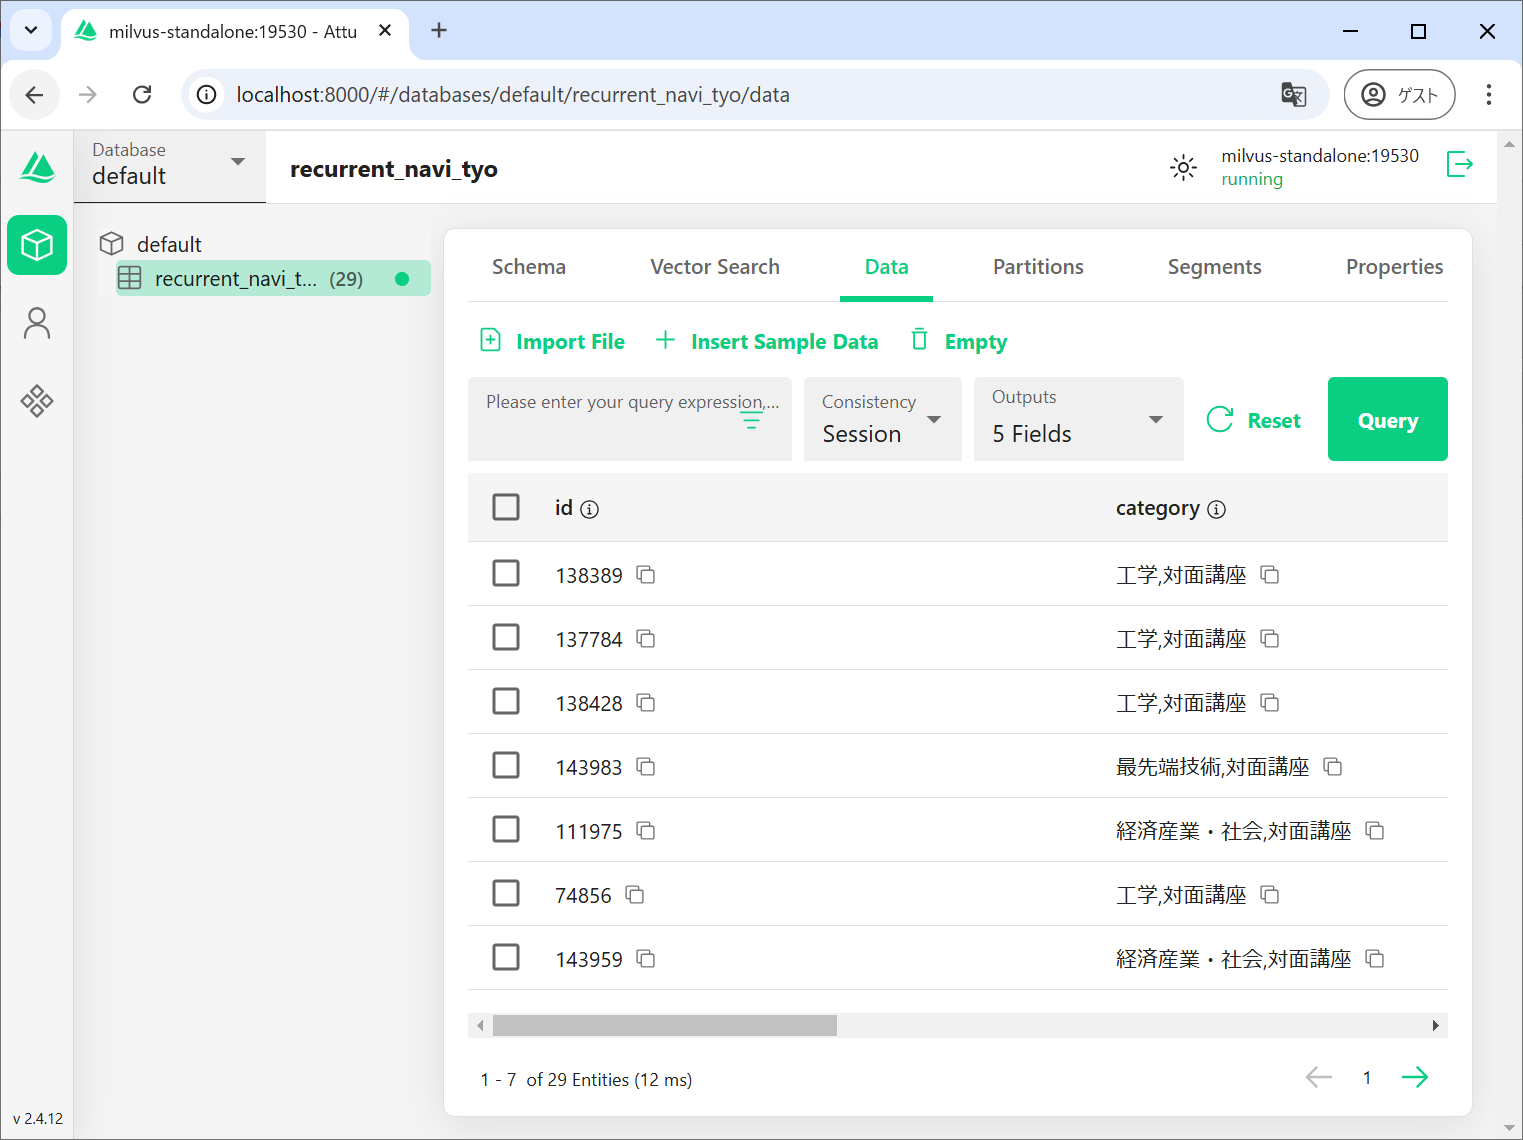 milvus-standalone:19530 - Attu
localhost:8000/#/databases/default/recurrent_navi_tyo/data
ゲスト
Database
default
recurrent_navi_tyo
milvus-standalone:19530
running
default
recurrent_navi_t... (29)
Schema
Vector Search
Data
Partitions
Segments
Properties
Import File
Insert Sample Data
Empty
Please enter your query expression,...
Consistency
Session
Outputs
5 Fields
Reset
Query
id
category
138389
工学,対面講座
137784
工学,対面講座
138428
工学,対面講座
143983
最先端技術,対面講座
111975
経済産業・社会,対面講座
74856
工学,対面講座
143959
経済産業・社会,対面講座
1 - 7 of 29 Entities (12 ms)
1
v 2.4.12